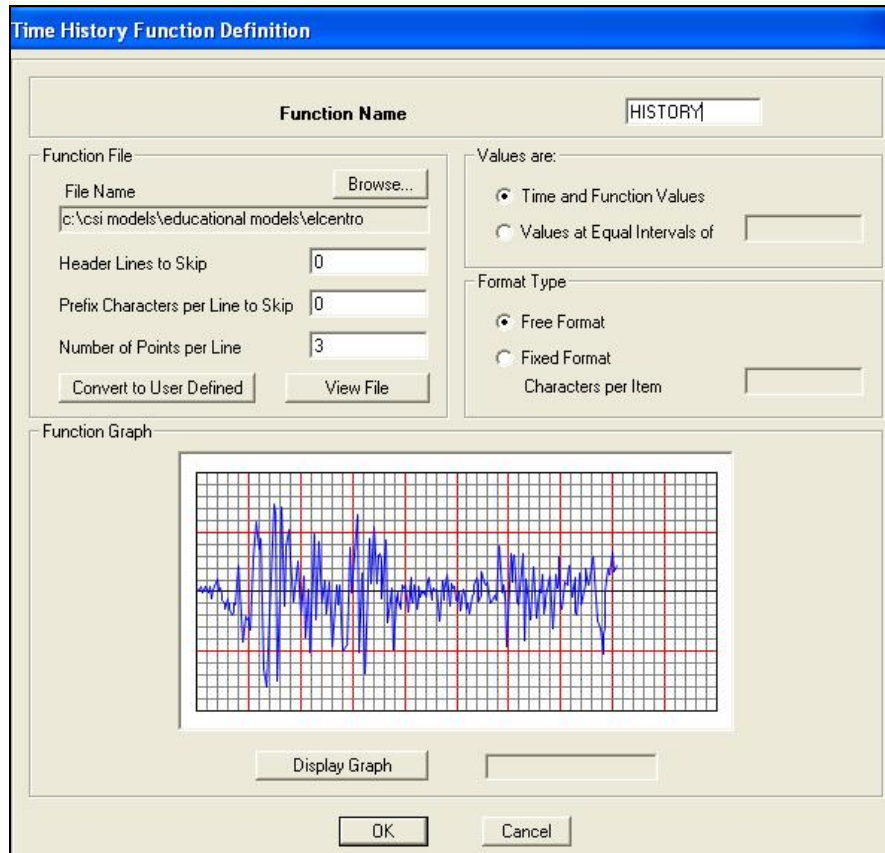 Time History Function Definition
Function Name
HISTORY
Function File
File Name
Browse...
c:\csi models\educational models\elcentro
Header Lines to Skip
0
Prefix Characters per Line to Skip
0
Number of Points per Line
3
Convert to User Defined
View File
Values are:
Time and Function Values
Values at Equal Intervals of
Format Type
Free Format
Fixed Format
Characters per Item
Function Graph
Display Graph
OK
Cancel